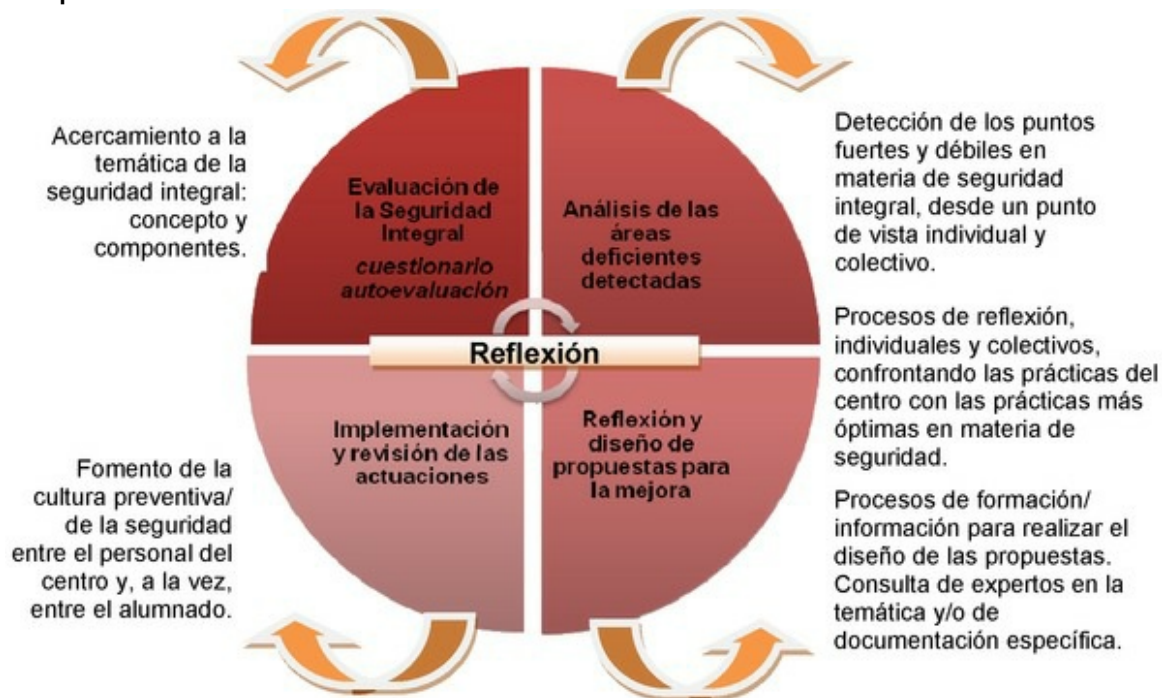 Acercamiento a la
temática de la
seguridad integral:
concepto y
componentes.
Evaluación de
la Seguridad
Integral
cuestionario
autoevaluación
Análisis de las
áreas
deficientes
detectadas
Detección de los puntos
fuertes y débiles en
materia de seguridad
integral, desde un punto
de vista individual y
colectivo.
Reflexión
Procesos de reflexión,
individuales y colectivos,
confrontando las prácticas del
centro con las prácticas más
óptimas en materia de
seguridad.
Fomento de la
cultura preventiva/
de la seguridad
entre el personal del
centro y, a la vez,
entre el alumnado.
Implementación
y revisión de las
actuaciones
Reflexión y
diseño de
propuestas para
la mejora
Procesos de formación/
información para realizar el
diseño de las propuestas.
Consulta de expertos en la
temática y/o de
documentación específica.